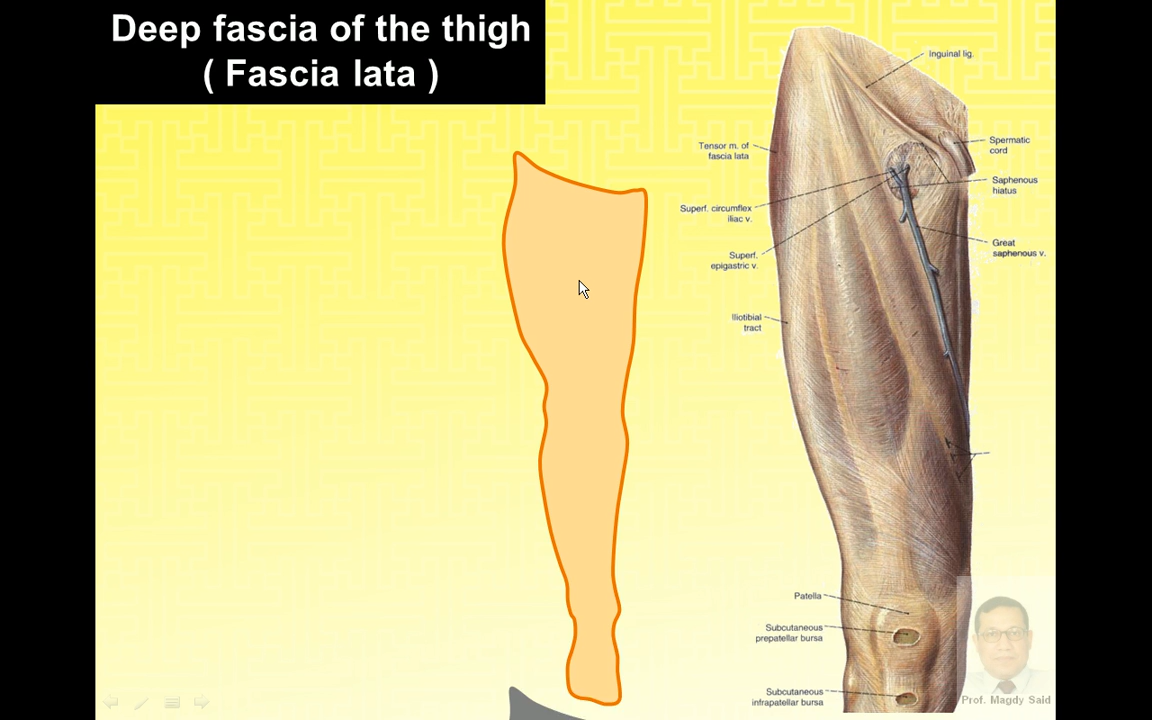 Deep fascia of the thigh
( Fascia lata )
Inguinal lig.
Tensor m. of
fascia lata
Spermatic
cord
Saphenous
hiatus
Superf. circumflex
iliac v.
Great
saphenous v.
Superf.
epigastric v.
Iliotibial
tract
Patella
Subcutaneous
prepatellar bursa
Subcutaneous
infrapatellar bursa
Prof. Magdy Said